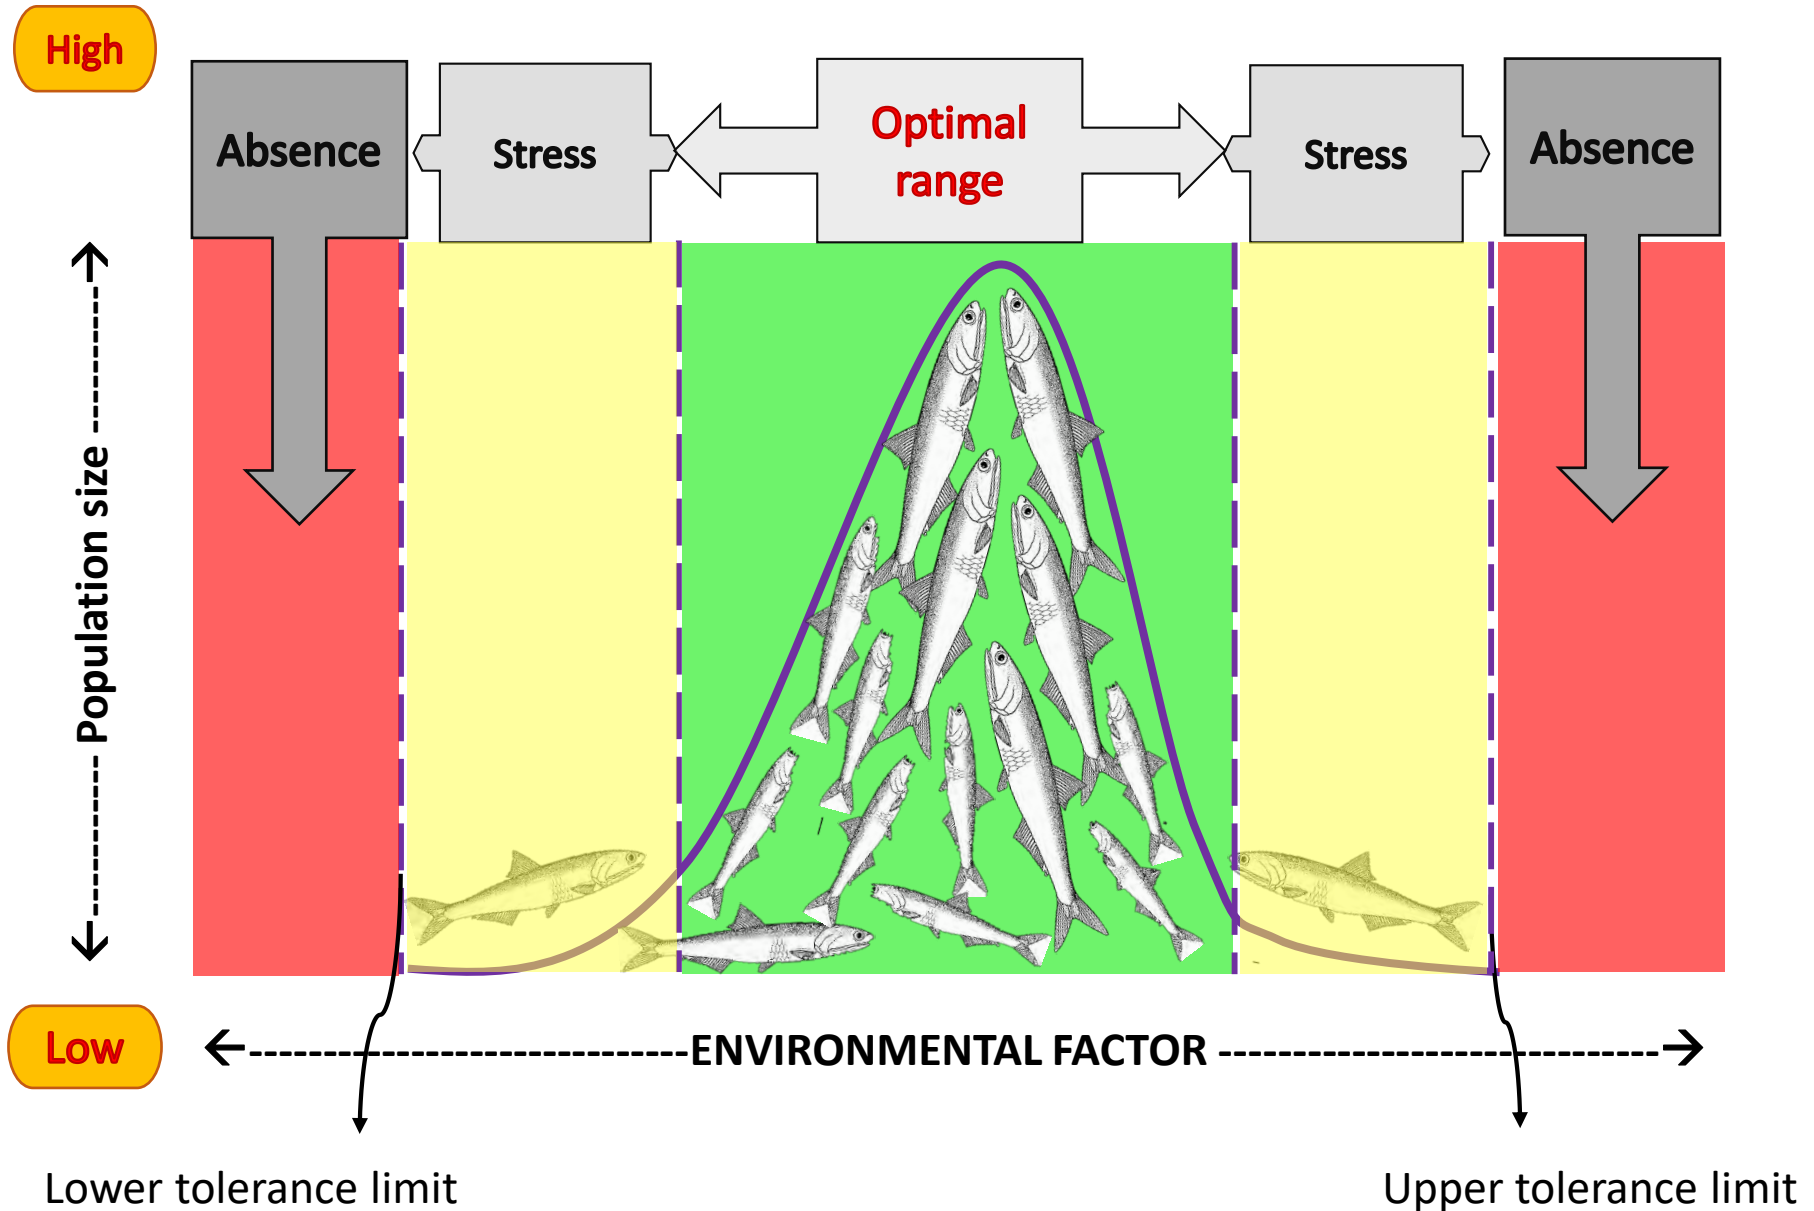 High
Absence
Stress
Optimal
range
Stress
Absence
Population size
Low
ENVIRONMENTAL FACTOR
Lower tolerance limit
Upper tolerance limit